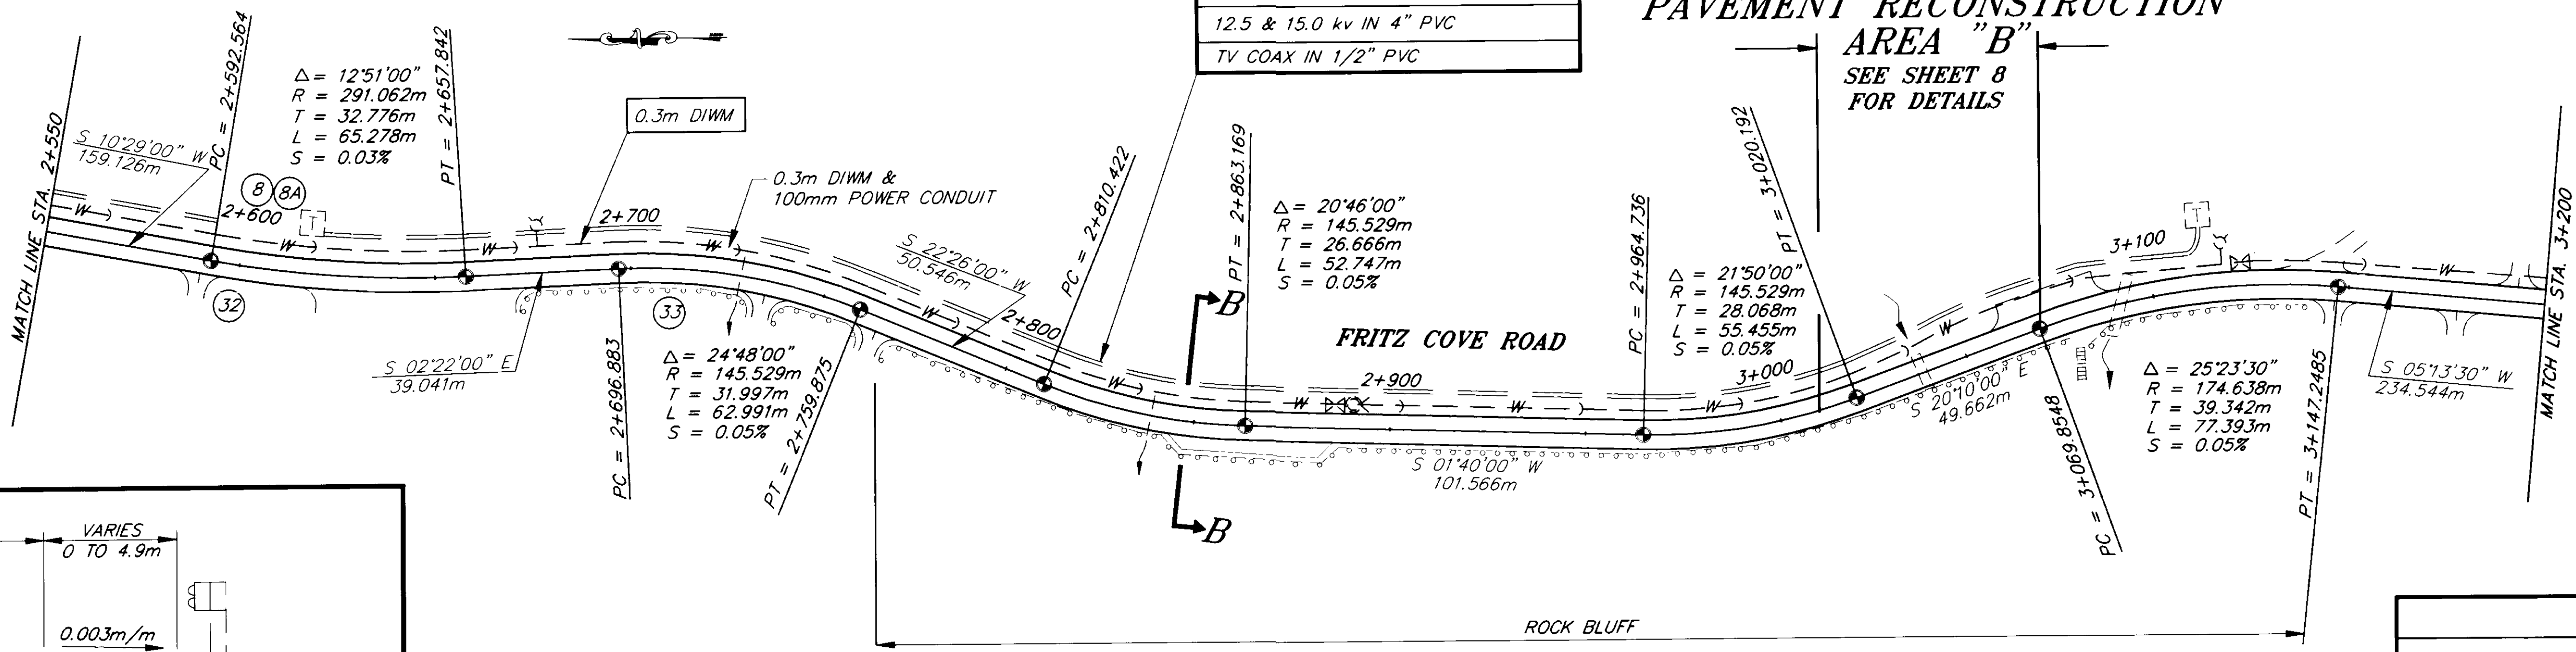 12.5 & 15.0 kv IN 4" PVC
TV COAX IN 1/2" PVC
PAVEMENT RECONSTRUCTION
AREA "B"
SEE SHEET 8
FOR DETAILS
MATCH LINE STA. 2+550
S 10°29'00" W
159.126m
PC = 2+592.564
Δ = 12°51'00"
R = 291.062m
T = 32.776m
L = 65.278m
S = 0.03%
PT = 2+657.842
8
8A
2+600
T
32
0.3m DIWM
2+700
0.3m DIWM &
100mm POWER CONDUIT
33
S 02°22'00" E
39.041m
PC = 2+696.883
Δ = 24°48'00"
R = 145.529m
T = 31.997m
L = 62.991m
S = 0.05%
PT = 2+759.875
S 22°26'00" W
50.546m
2+800
PC = 2+810.422
PT = 2+863.169
B
B
Δ = 20°46'00"
R = 145.529m
T = 26.666m
L = 52.747m
S = 0.05%
FRITZ COVE ROAD
2+900
S 01°40'00" W
101.566m
PC = 2+964.736
Δ = 21°50'00"
R = 145.529m
T = 28.068m
L = 55.455m
S = 0.05%
3+000
PT = 3+020.192
S 20°10'00" E
49.662m
PC = 3+069.8548
3+100
T
Δ = 25°23'30"
R = 174.638m
T = 39.342m
L = 77.393m
S = 0.05%
PT = 3+147.2485
S 05°13'30" W
234.544m
MATCH LINE STA. 3+200
W W W W W W W W W W W
VARIES
0 TO 4.9m
0.003m/m
ROCK BLUFF